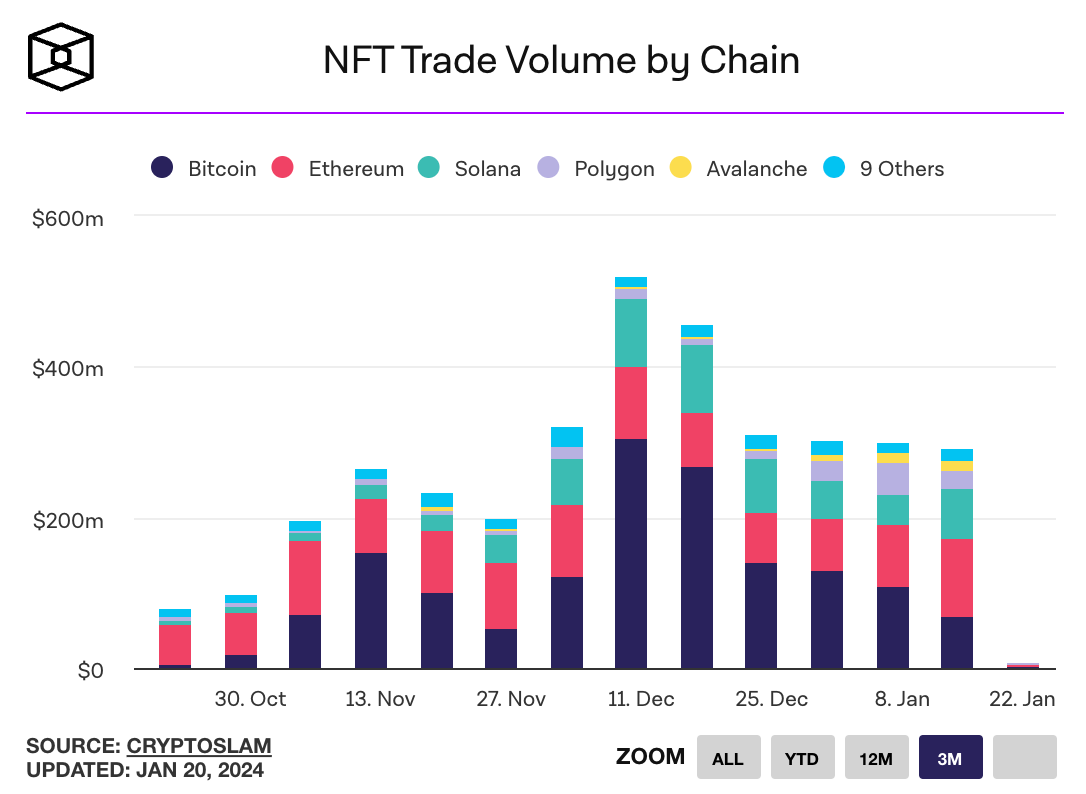 NFT Trade Volume by Chain
Bitcoin Ethereum Solana Polygon Avalanche 9 Others
$600m
$400m
$200m
$0
30. Oct 13. Nov 27. Nov 11. Dec 25. Dec 8. Jan 22. Jan
SOURCE: CRYPTOSLAM
UPDATED: JAN 20, 2024
ZOOM ALL YTD 12M 3M